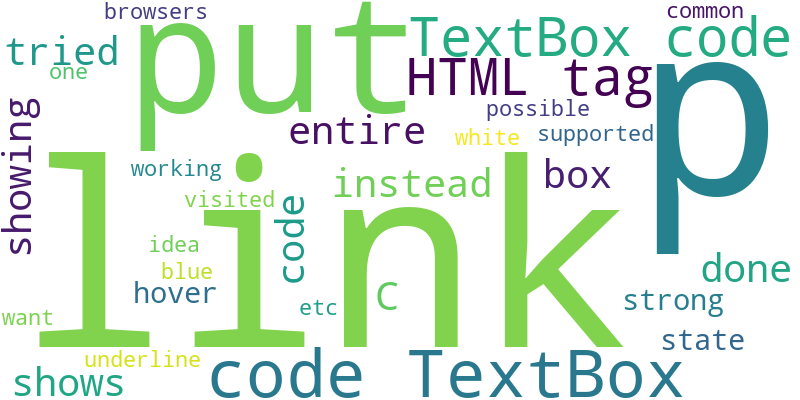 browsers
common
put
TextBox code
tried
one
HTML tag
p
possible
entire
white
supported
showing
link
working
instead
box
visited
code
idea
blue
hover
C
etc
done
want
strong
state
underline
code TextBox
shows